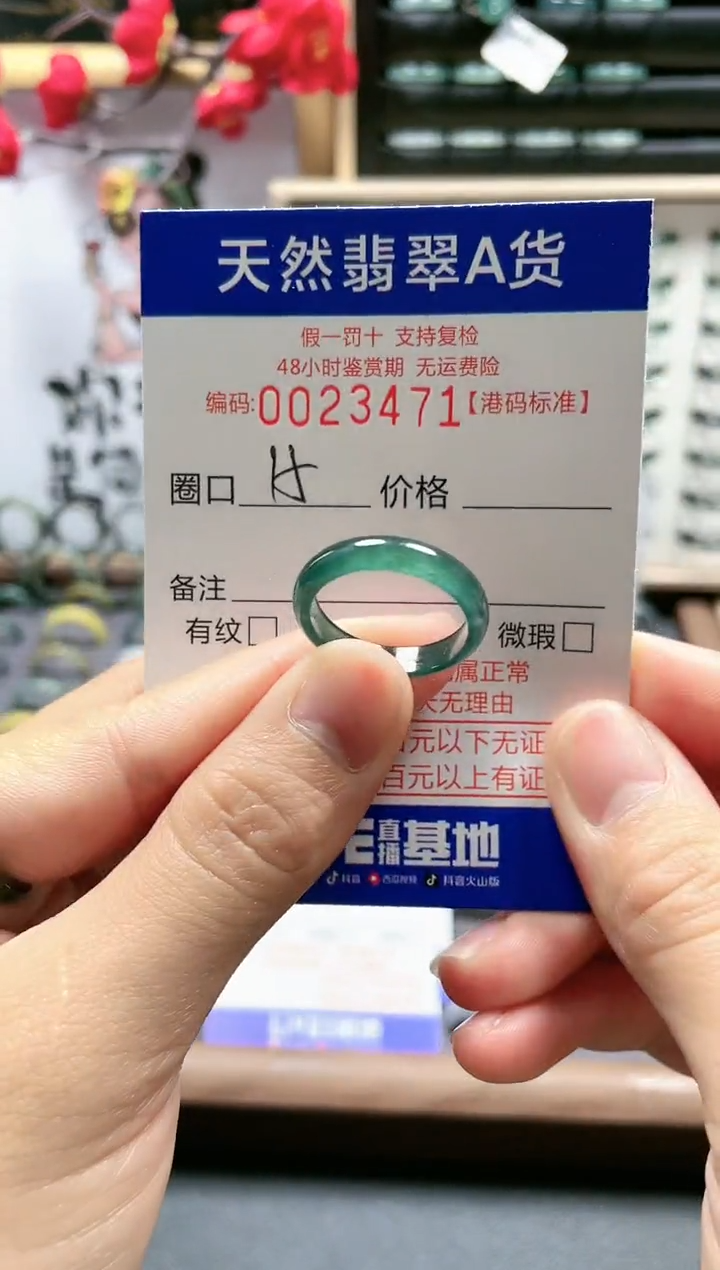 天然翡翠A货
假一罚十 支持复检
48小时鉴赏期 无运费险
编码:0023471【港码标准】
圈口 15 价格
备注
有纹□ 微瑕□
属正常
天无理由
百元以下无证
百元以上有证
直播基地
抖音 西瓜视频 抖音火山版